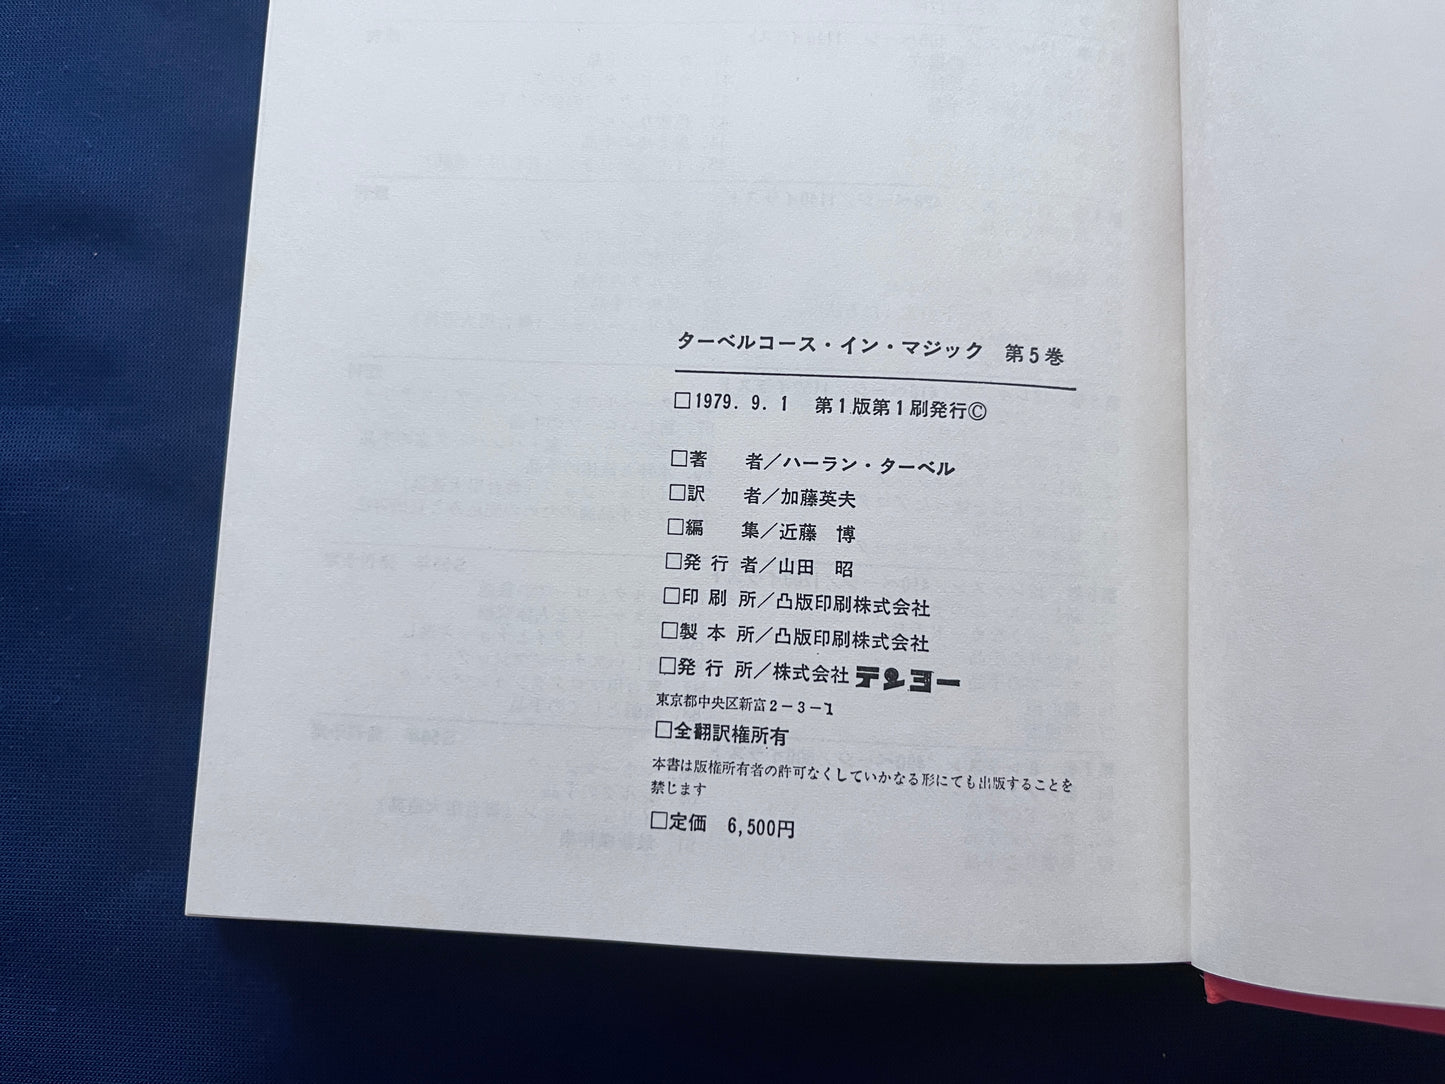 ターベルコース・イン・マジック　第5巻
□1979. 9. 1　第1版第1刷発行©
□著　　者／ハーラン・ターベル
□訳　　者／加藤英夫
□編　　集／近藤　博
□発 行 者／山田　昭
□印 刷 所／凸版印刷株式会社
□製 本 所／凸版印刷株式会社
□発 行 所／株式会社テンヨー
東京都中央区新富2－3－1
□全翻訳権所有
本書は版権所有者の許可なくしていかなる形にても出版することを
禁じます
□定価　6,500円